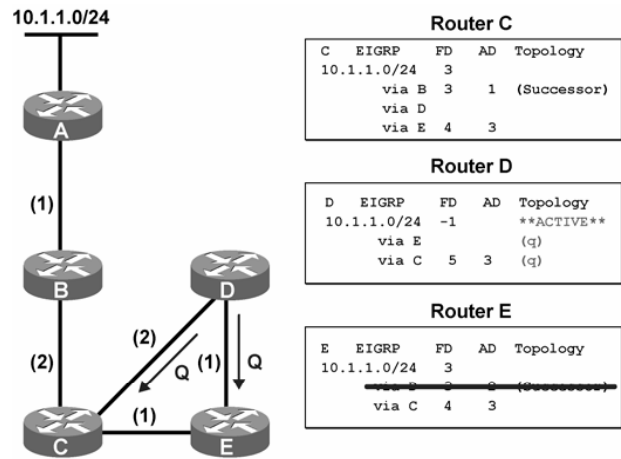 10.1.1.0/24
A
(1)
B
D
(2)
(2)
Q
(1)
Q
(1)
C
E
Router C
C EIGRP FD AD Topology
10.1.1.0/24 3
via B 3 1 (Successor)
via D
via E 4 3
Router D
D EIGRP FD AD Topology
10.1.1.0/24 -1 **ACTIVE**
via E (q)
via C 5 3 (q)
Router E
E EIGRP FD AD Topology
10.1.1.0/24 3
via D 3 2 (Successor)
via C 4 3